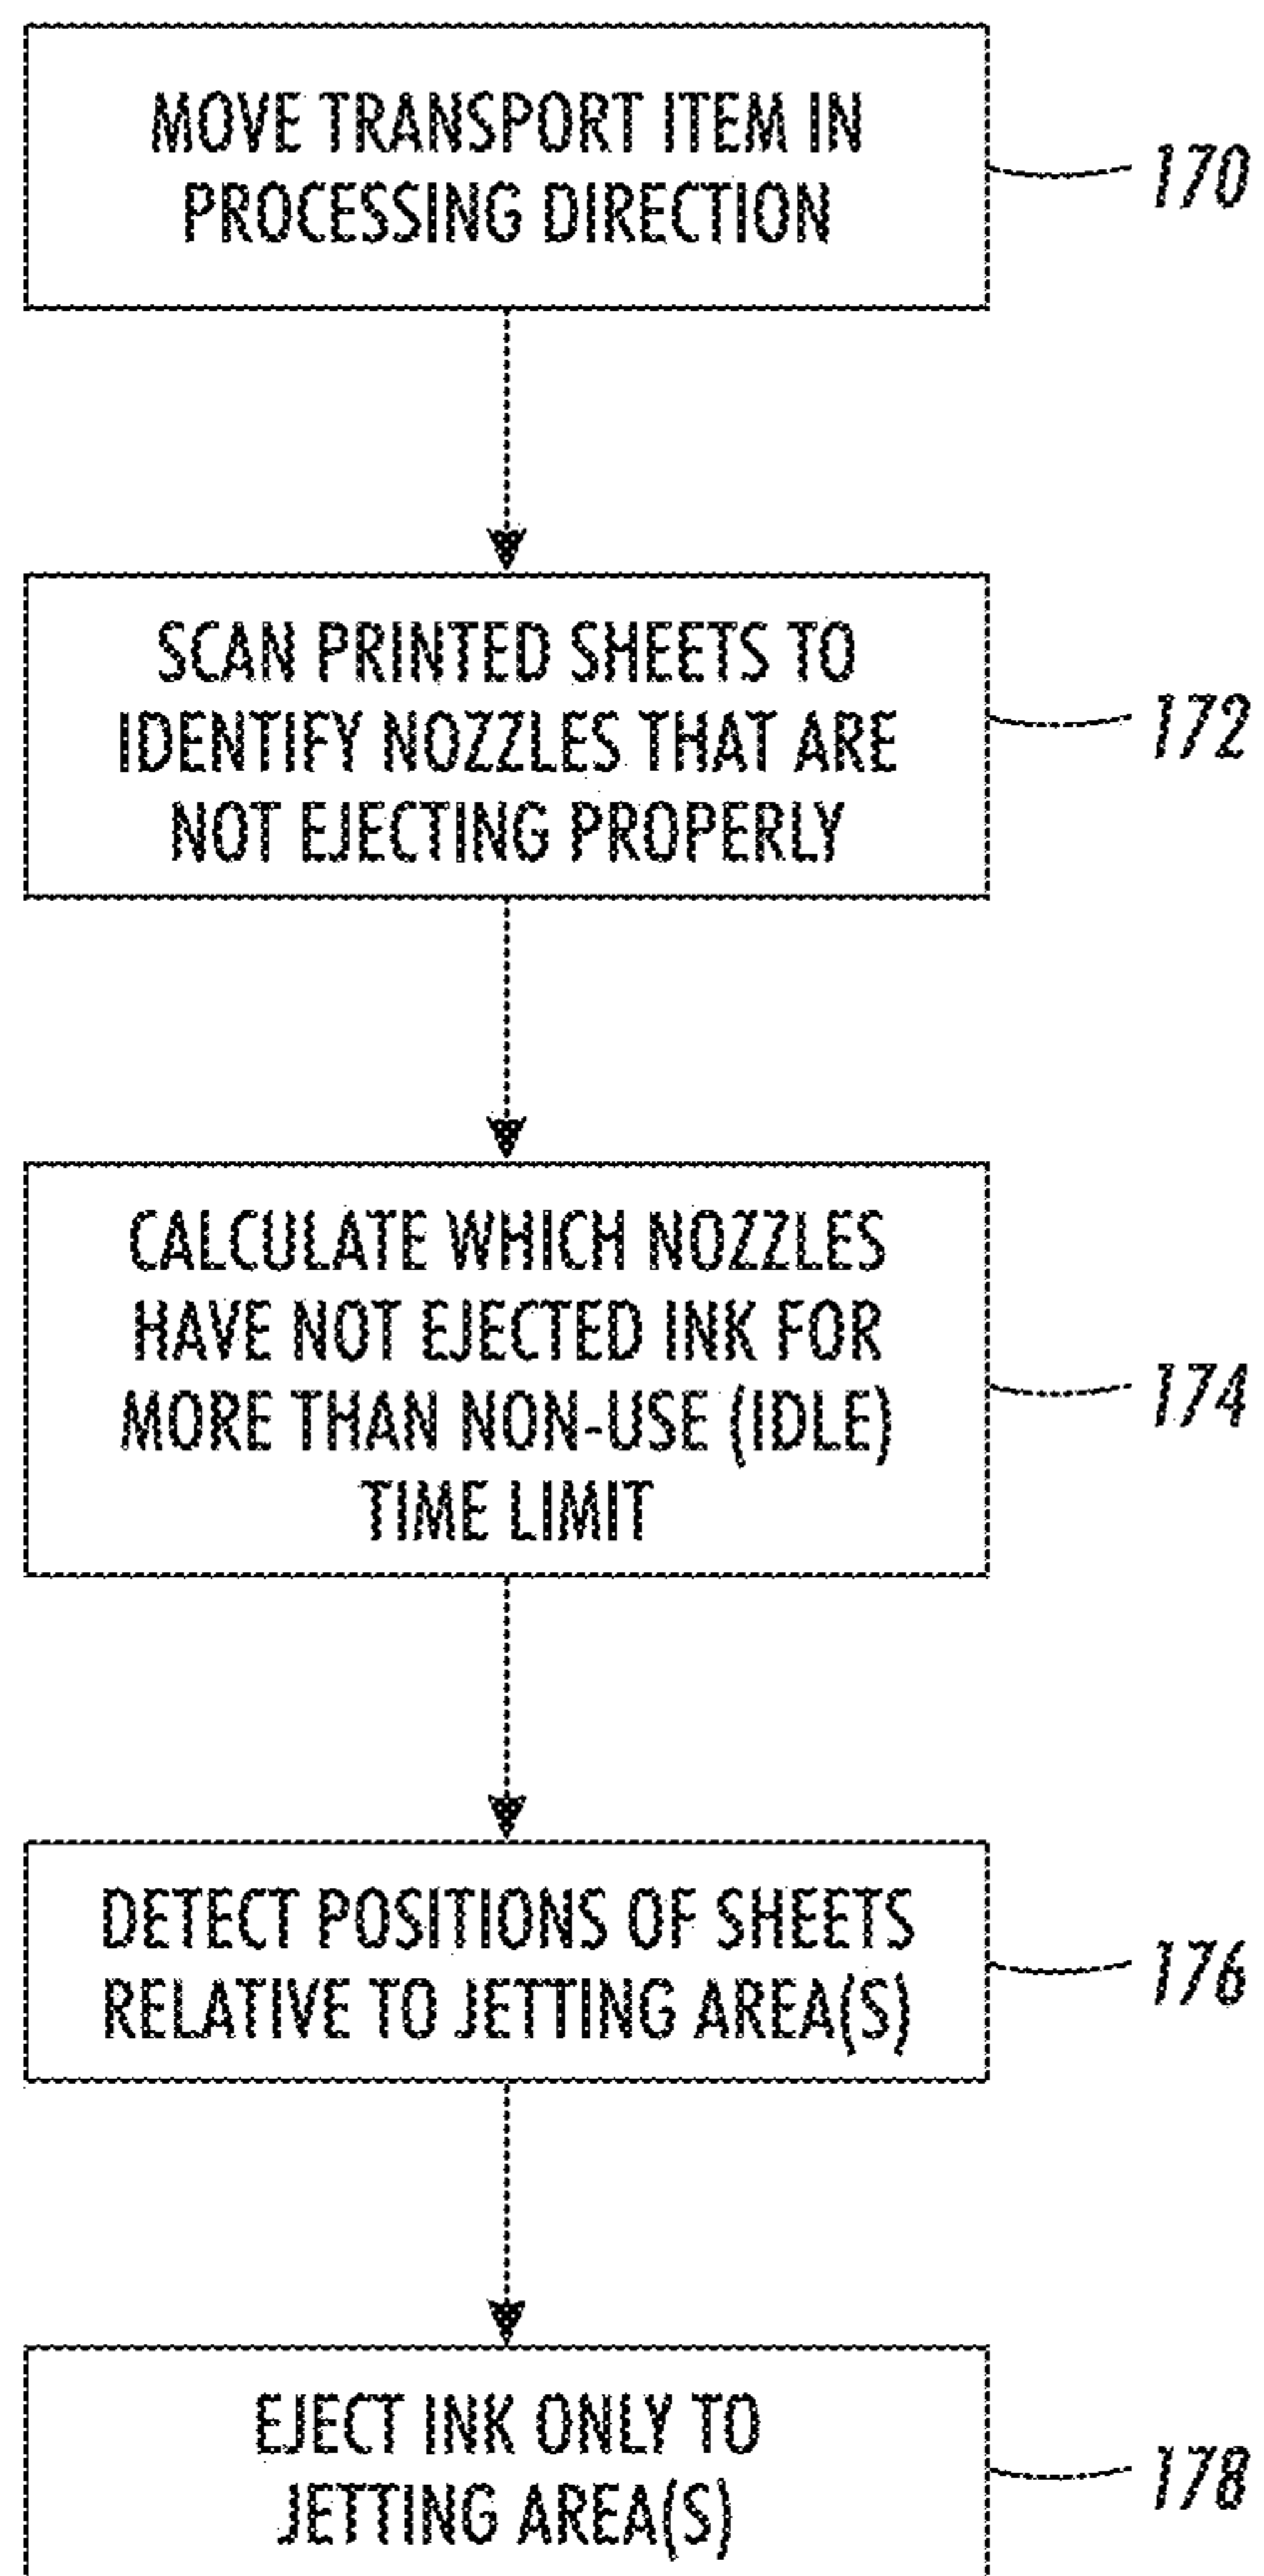 MOVE TRANSPORT ITEM IN
PROCESSING DIRECTION
170
SCAN PRINTED SHEETS TO
IDENTIFY NOZZLES THAT ARE
NOT EJECTING PROPERLY
172
CALCULATE WHICH NOZZLES
HAVE NOT EJECTED INK FOR
MORE THAN NON-USE (IDLE)
TIME LIMIT
174
DETECT POSITIONS OF SHEETS
RELATIVE TO JETTING AREA(S)
176
EJECT INK ONLY TO
JETTING AREA(S)
178